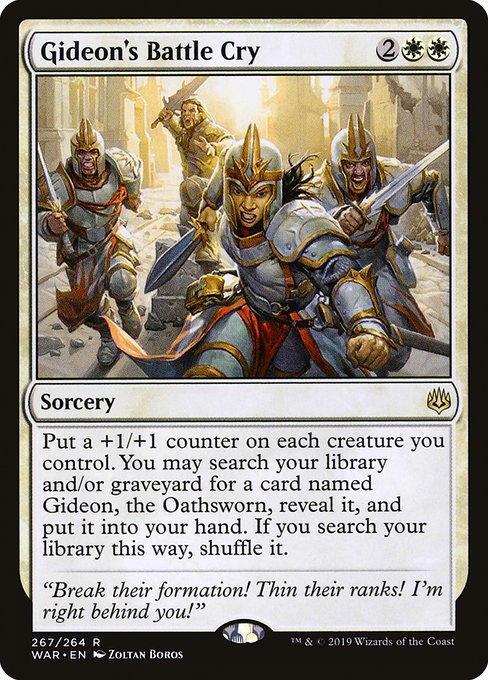 Gideon's Battle Cry 2
Sorcery
Put a +1/+1 counter on each creature you
control. You may search your library
and/or graveyard for a card named
Gideon, the Oathsworn, reveal it, and
put it into your hand. If you search your
library this way, shuffle it.
“Break their formation! Thin their ranks! I'm
right behind you!”
267/264 R
WAR • EN Zoltan Boros
™ & © 2019 Wizards of the Coast